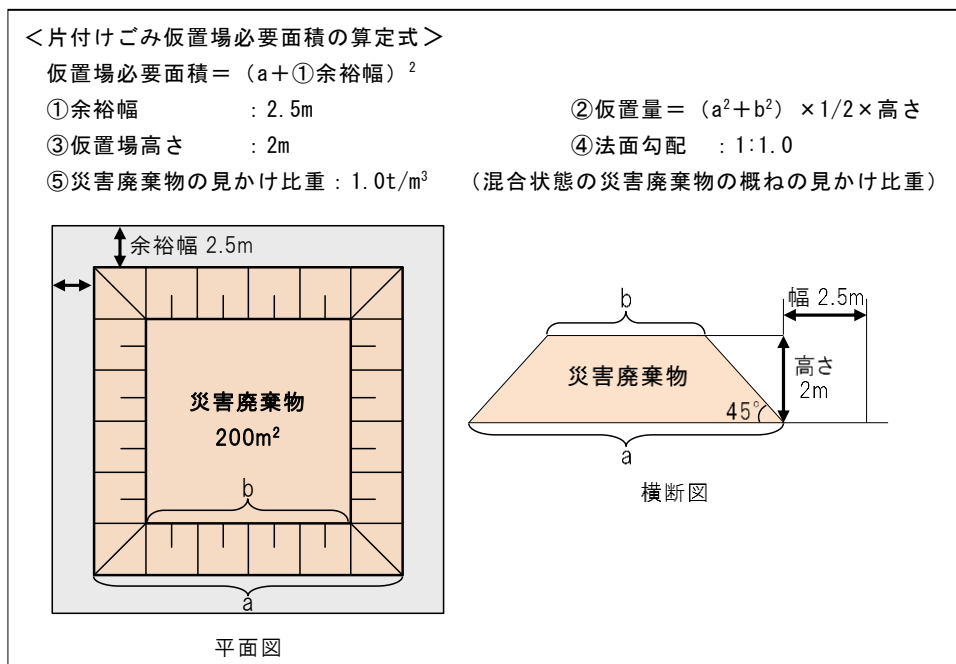 ＜片付けごみ仮置場必要面積の算定式＞
仮置場必要面積＝（a＋①余裕幅）²
①余裕幅　：2.5m　②仮置量＝（a²＋b²）×1/2×高さ
③仮置場高さ　：2m　④法面勾配　：1:1.0
⑤災害廃棄物の見かけ比重：1.0t/m³　（混合状態の災害廃棄物の概ねの見かけ比重）
余裕幅 2.5m
災害廃棄物
200m²
b
a
平面図
幅 2.5m
b
災害廃棄物
高さ
2m
45°
a
横断図